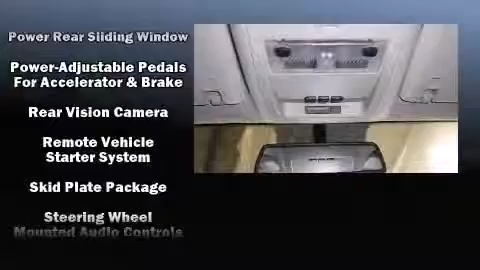 Power Rear Sliding Window
Power-Adjustable Pedals
For Accelerator & Brake
Rear Vision Camera
Remote Vehicle
Starter System
Skid Plate Package
Steering Wheel
Mounted Audio Controls